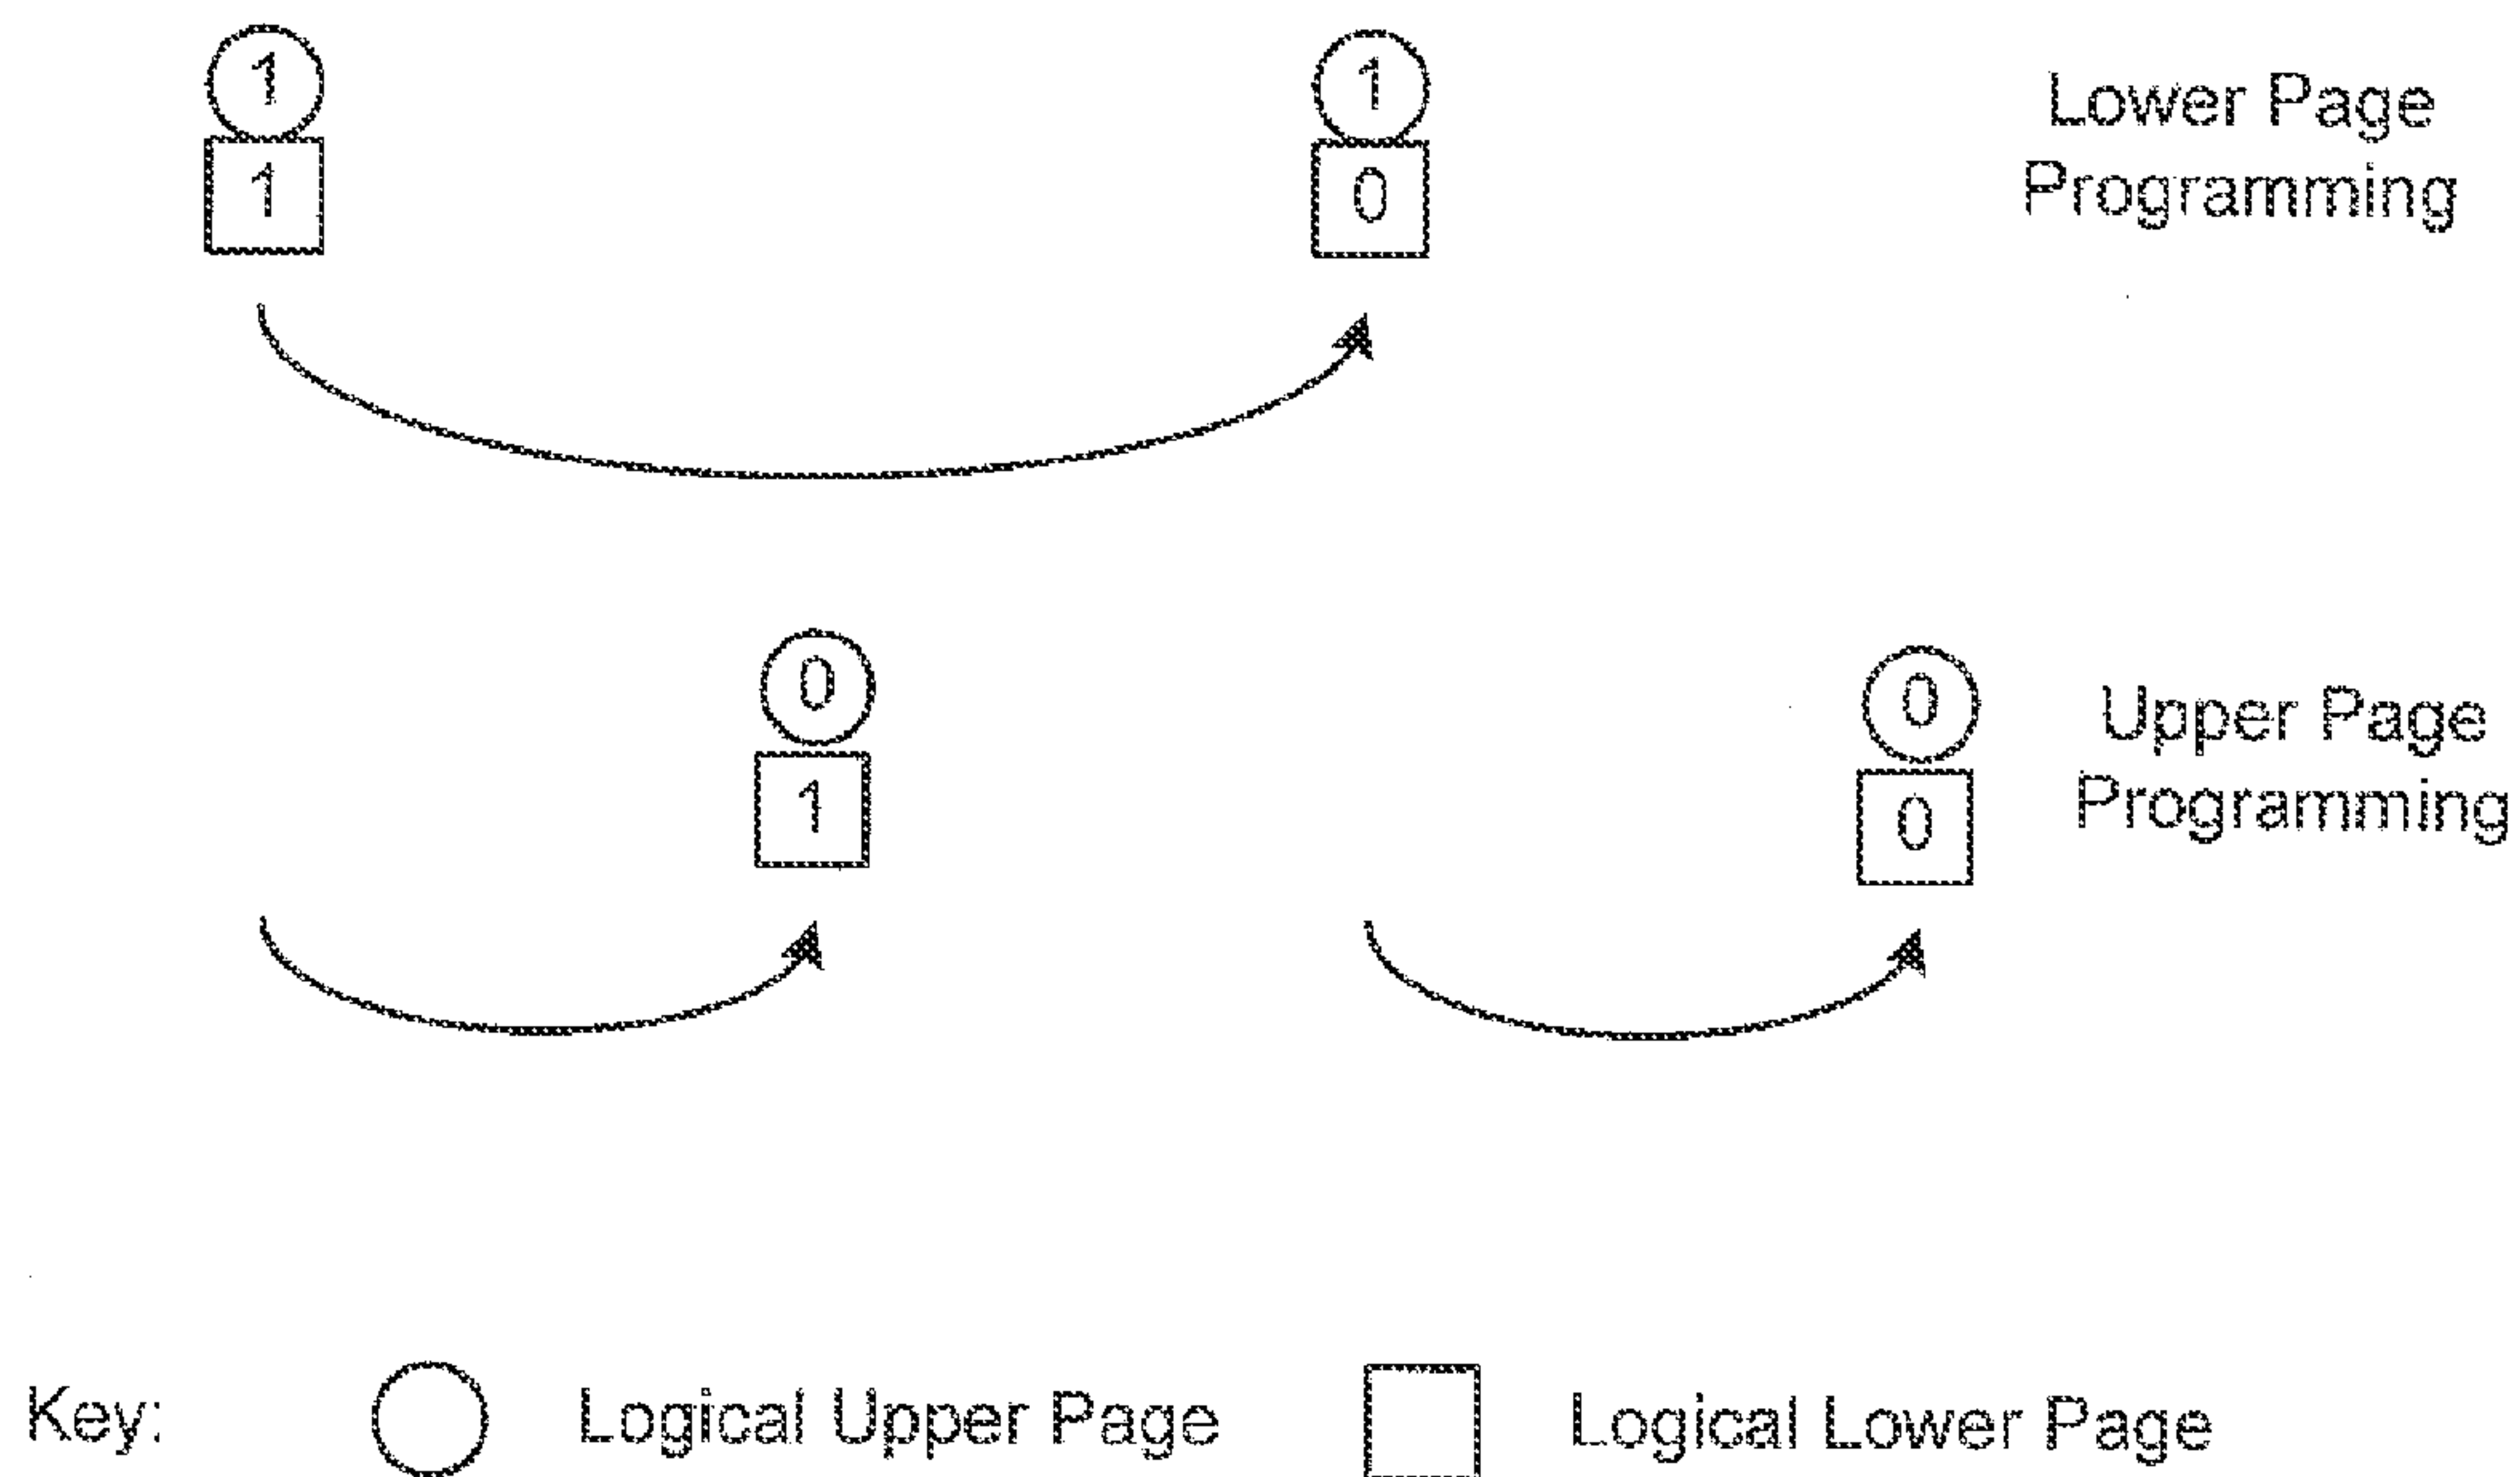 1 1 Lower Page
1 0 Programming
0 0 Upper Page
1 0 Programming
Key: Logical Upper Page Logical Lower Page